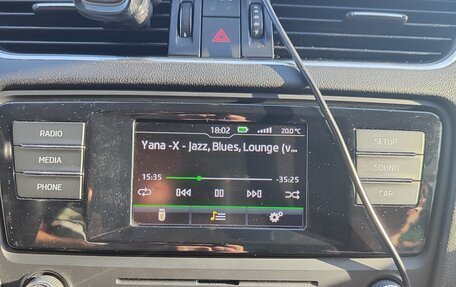 18:02 20.0°C
RADIO
Yana -X - Jazz, Blues, Lounge (v...
SETUP
MEDIA
SOUND
15:35 -35:25
PHONE
CAR